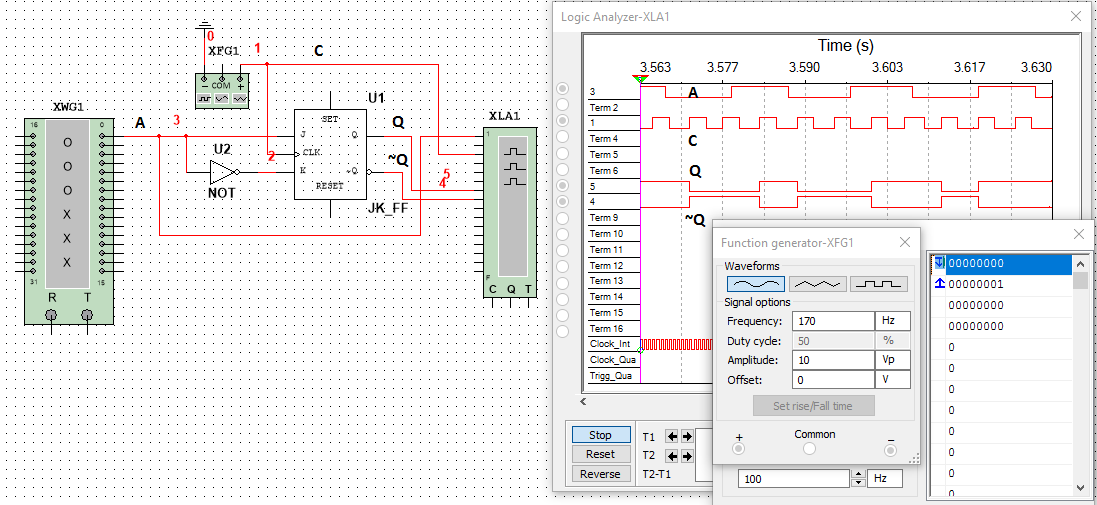 0
XFG1
1
C
COM
XWG1
A
3
U1
XLA1
16
0
O
O
O
X
X
X
31
15
R
T
U2
NOT
2
SET
J
Q
CLK
K
~Q
RESET
JK_FF
Q
~Q
5
4
1
F
C Q T
Logic Analyzer-XLA1
Time (s)
3.563 3.577 3.590 3.603 3.617 3.630
3
A
Term 2
1
Term 4
C
Term 5
Term 6
Q
5
4
Term 9
~Q
Term 10
Term 11
Term 12
Term 13
Term 14
Term 15
Term 16
Clock_Int
Clock_Qua
Trigg_Qua
Stop
Reset
Reverse
T1
T2
T2-T1
Function generator-XFG1
Waveforms
Signal options
Frequency: 170 Hz
Duty cycle: 50 %
Amplitude: 10 Vp
Offset: 0 V
Set rise/Fall time
+
Common
–
100 Hz
00000000
00000001
00000000
00000000
0
0
0
0
0
0
0
0